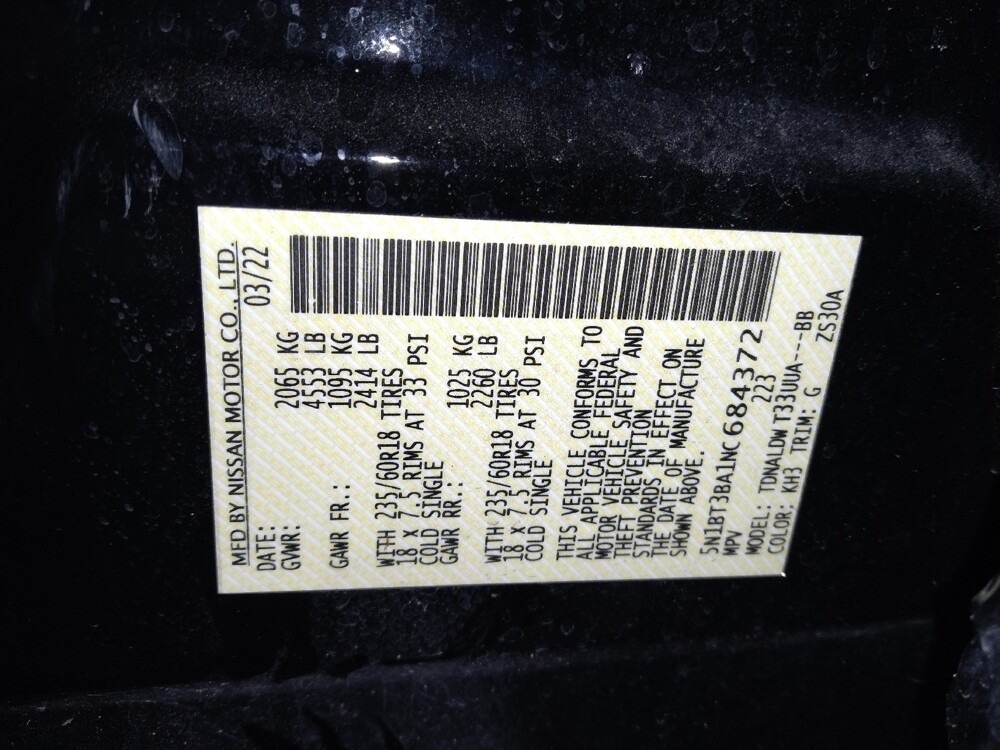 MFD BY NISSAN MOTOR CO., LTD.
DATE: 03/22
GVWR: 2065 KG
4553 LB
GAWR FR.: 1095 KG
2414 LB
WITH 235/60R18 TIRES
18 X 7.5 RIMS AT 33 PSI
COLD SINGLE
GAWR RR.: 1025 KG
2260 LB
WITH 235/60R18 TIRES
18 X 7.5 RIMS AT 30 PSI
COLD SINGLE
THIS VEHICLE CONFORMS TO
ALL APPLICABLE FEDERAL
MOTOR VEHICLE SAFETY AND
THEFT PREVENTION
STANDARDS IN EFFECT ON
THE DATE OF MANUFACTURE
SHOWN ABOVE.
5N1BT3BA1NC684372
MPV 223
MODEL: TDNALDW T33UUA---BB
COLOR: KH3 TRIM: G ZS30A